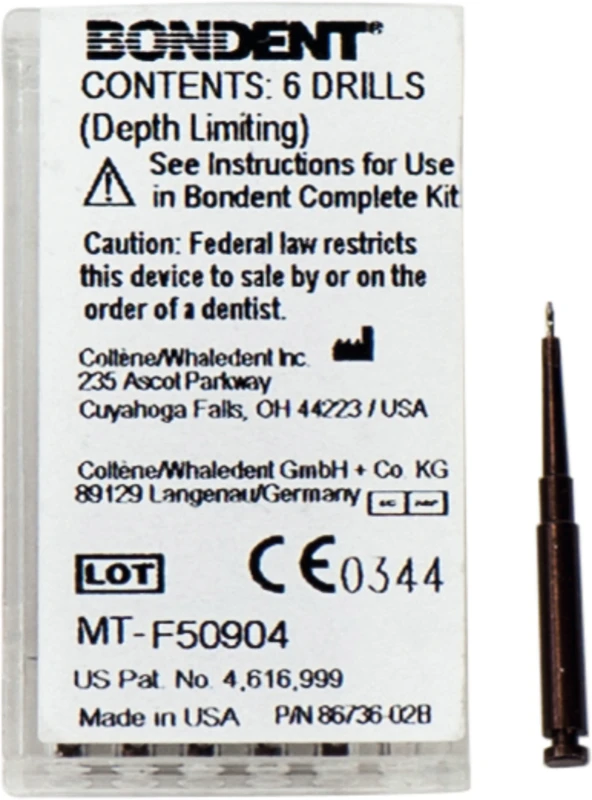 BONDENT®
CONTENTS: 6 DRILLS
(Depth Limiting)
See Instructions for Use
in Bondent Complete Kit
Caution: Federal law restricts
this device to sale by or on the
order of a dentist.
Coltène/Whaledent Inc.
235 Ascot Parkway
Cuyahoga Falls, OH 44223 / USA
Coltène/Whaledent GmbH + Co. KG
89129 Langenau/Germany
LOT
CE 0344
MT-F50904
US Pat. No. 4,616,999
Made in USA P/N 86736-02B